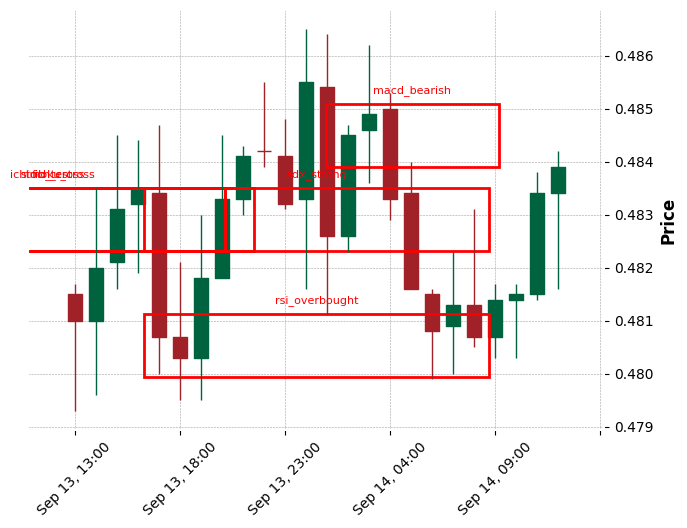 macd_bearish
adx_strong
rsi_overbought
0.486
0.485
0.484
0.483
0.482
0.481
0.480
0.479
Price
Sep 13, 13:00
Sep 13, 18:00
Sep 13, 23:00
Sep 14, 04:00
Sep 14, 09:00